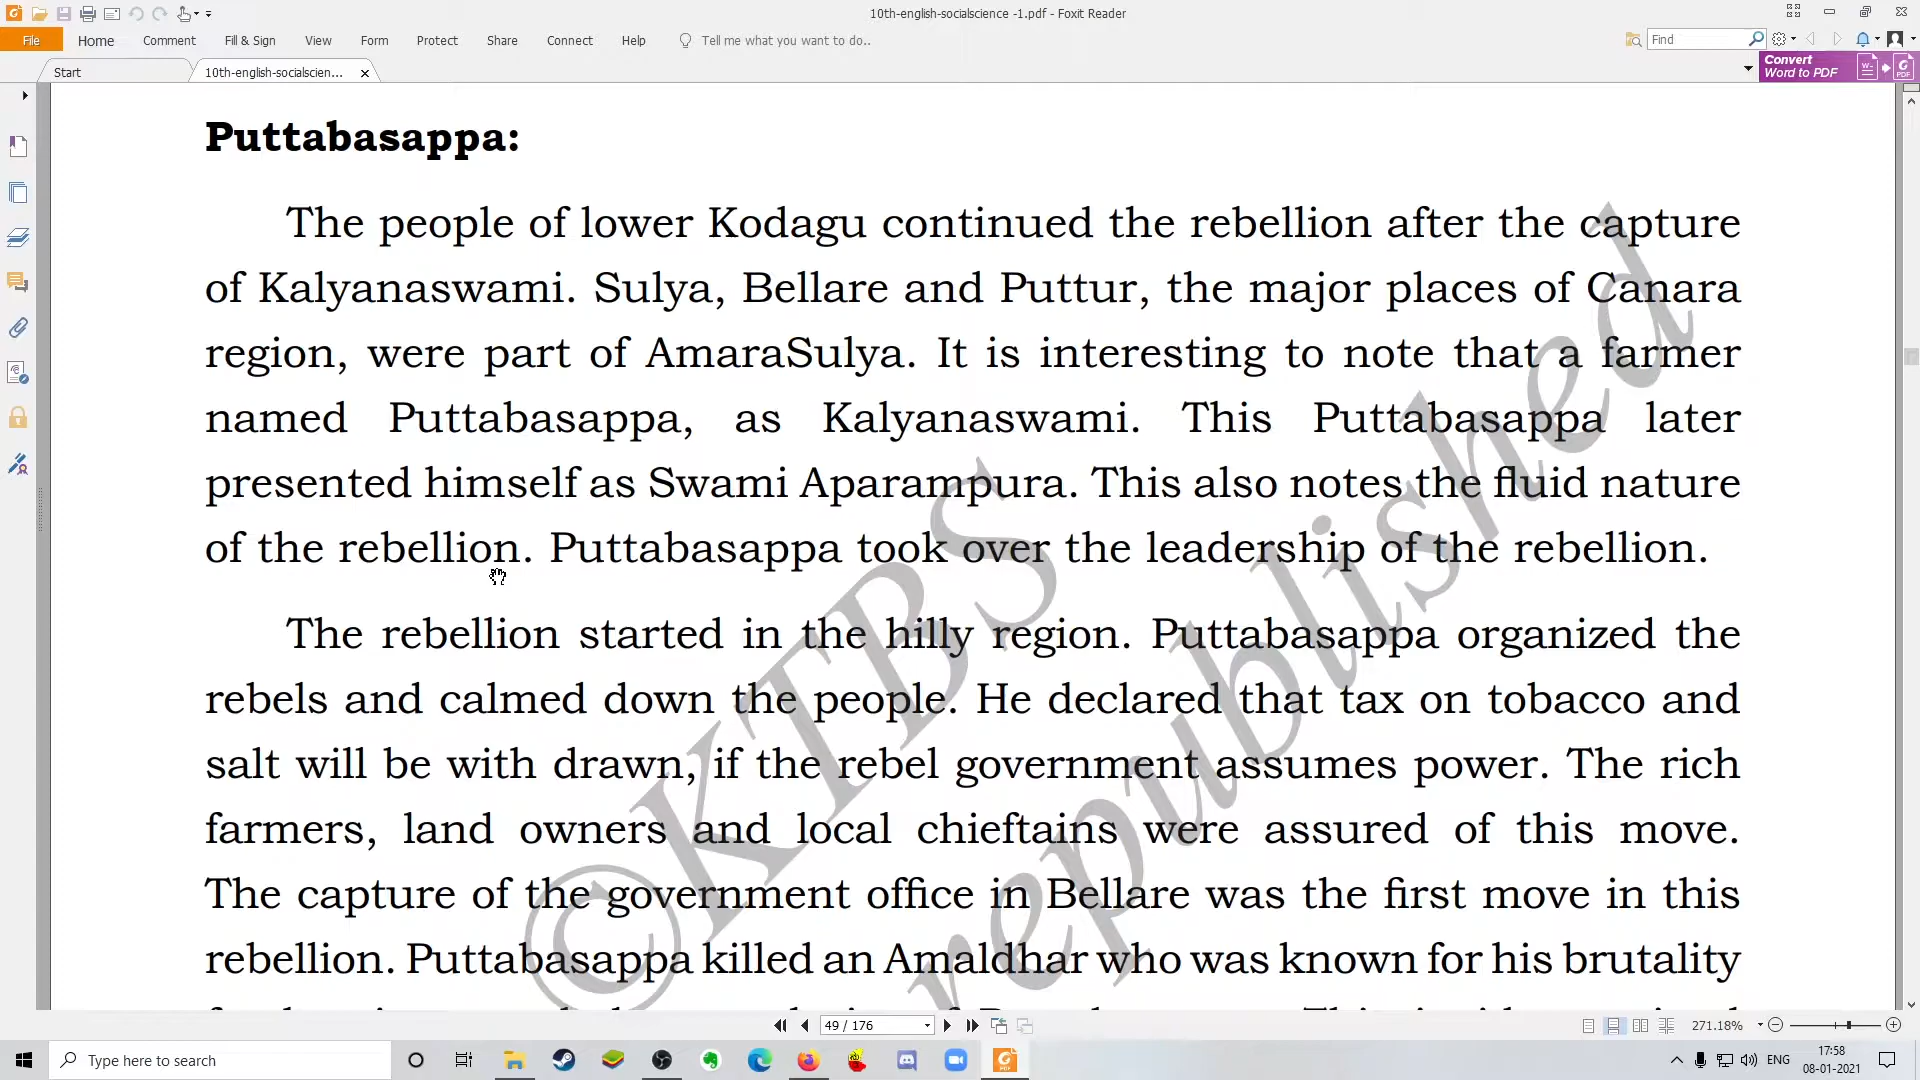 10th-english-socialscience -1.pdf - Foxit Reader
File Home Comment Fill & Sign View Form Protect Share Connect Help Tell me what you want to do.. Find
Start 10th-english-socialscien... Convert
Word to PDF
Puttabasappa:
The people of lower Kodagu continued the rebellion after the capture
of Kalyanaswami. Sulya, Bellare and Puttur, the major places of Canara
region, were part of AmaraSulya. It is interesting to note that a farmer
named Puttabasappa, as Kalyanaswami. This Puttabasappa later
presented himself as Swami Aparampura. This also notes the fluid nature
of the rebellion. Puttabasappa took over the leadership of the rebellion.
The rebellion started in the hilly region. Puttabasappa organized the
rebels and calmed down the people. He declared that tax on tobacco and
salt will be with drawn, if the rebel government assumes power. The rich
farmers, land owners and local chieftains were assured of this move.
The capture of the government office in Bellare was the first move in this
rebellion. Puttabasappa killed an Amaldhar who was known for his brutality
©KTBS
republished
49 / 176 271.18%
Type here to search ENG 17:58
08-01-2021